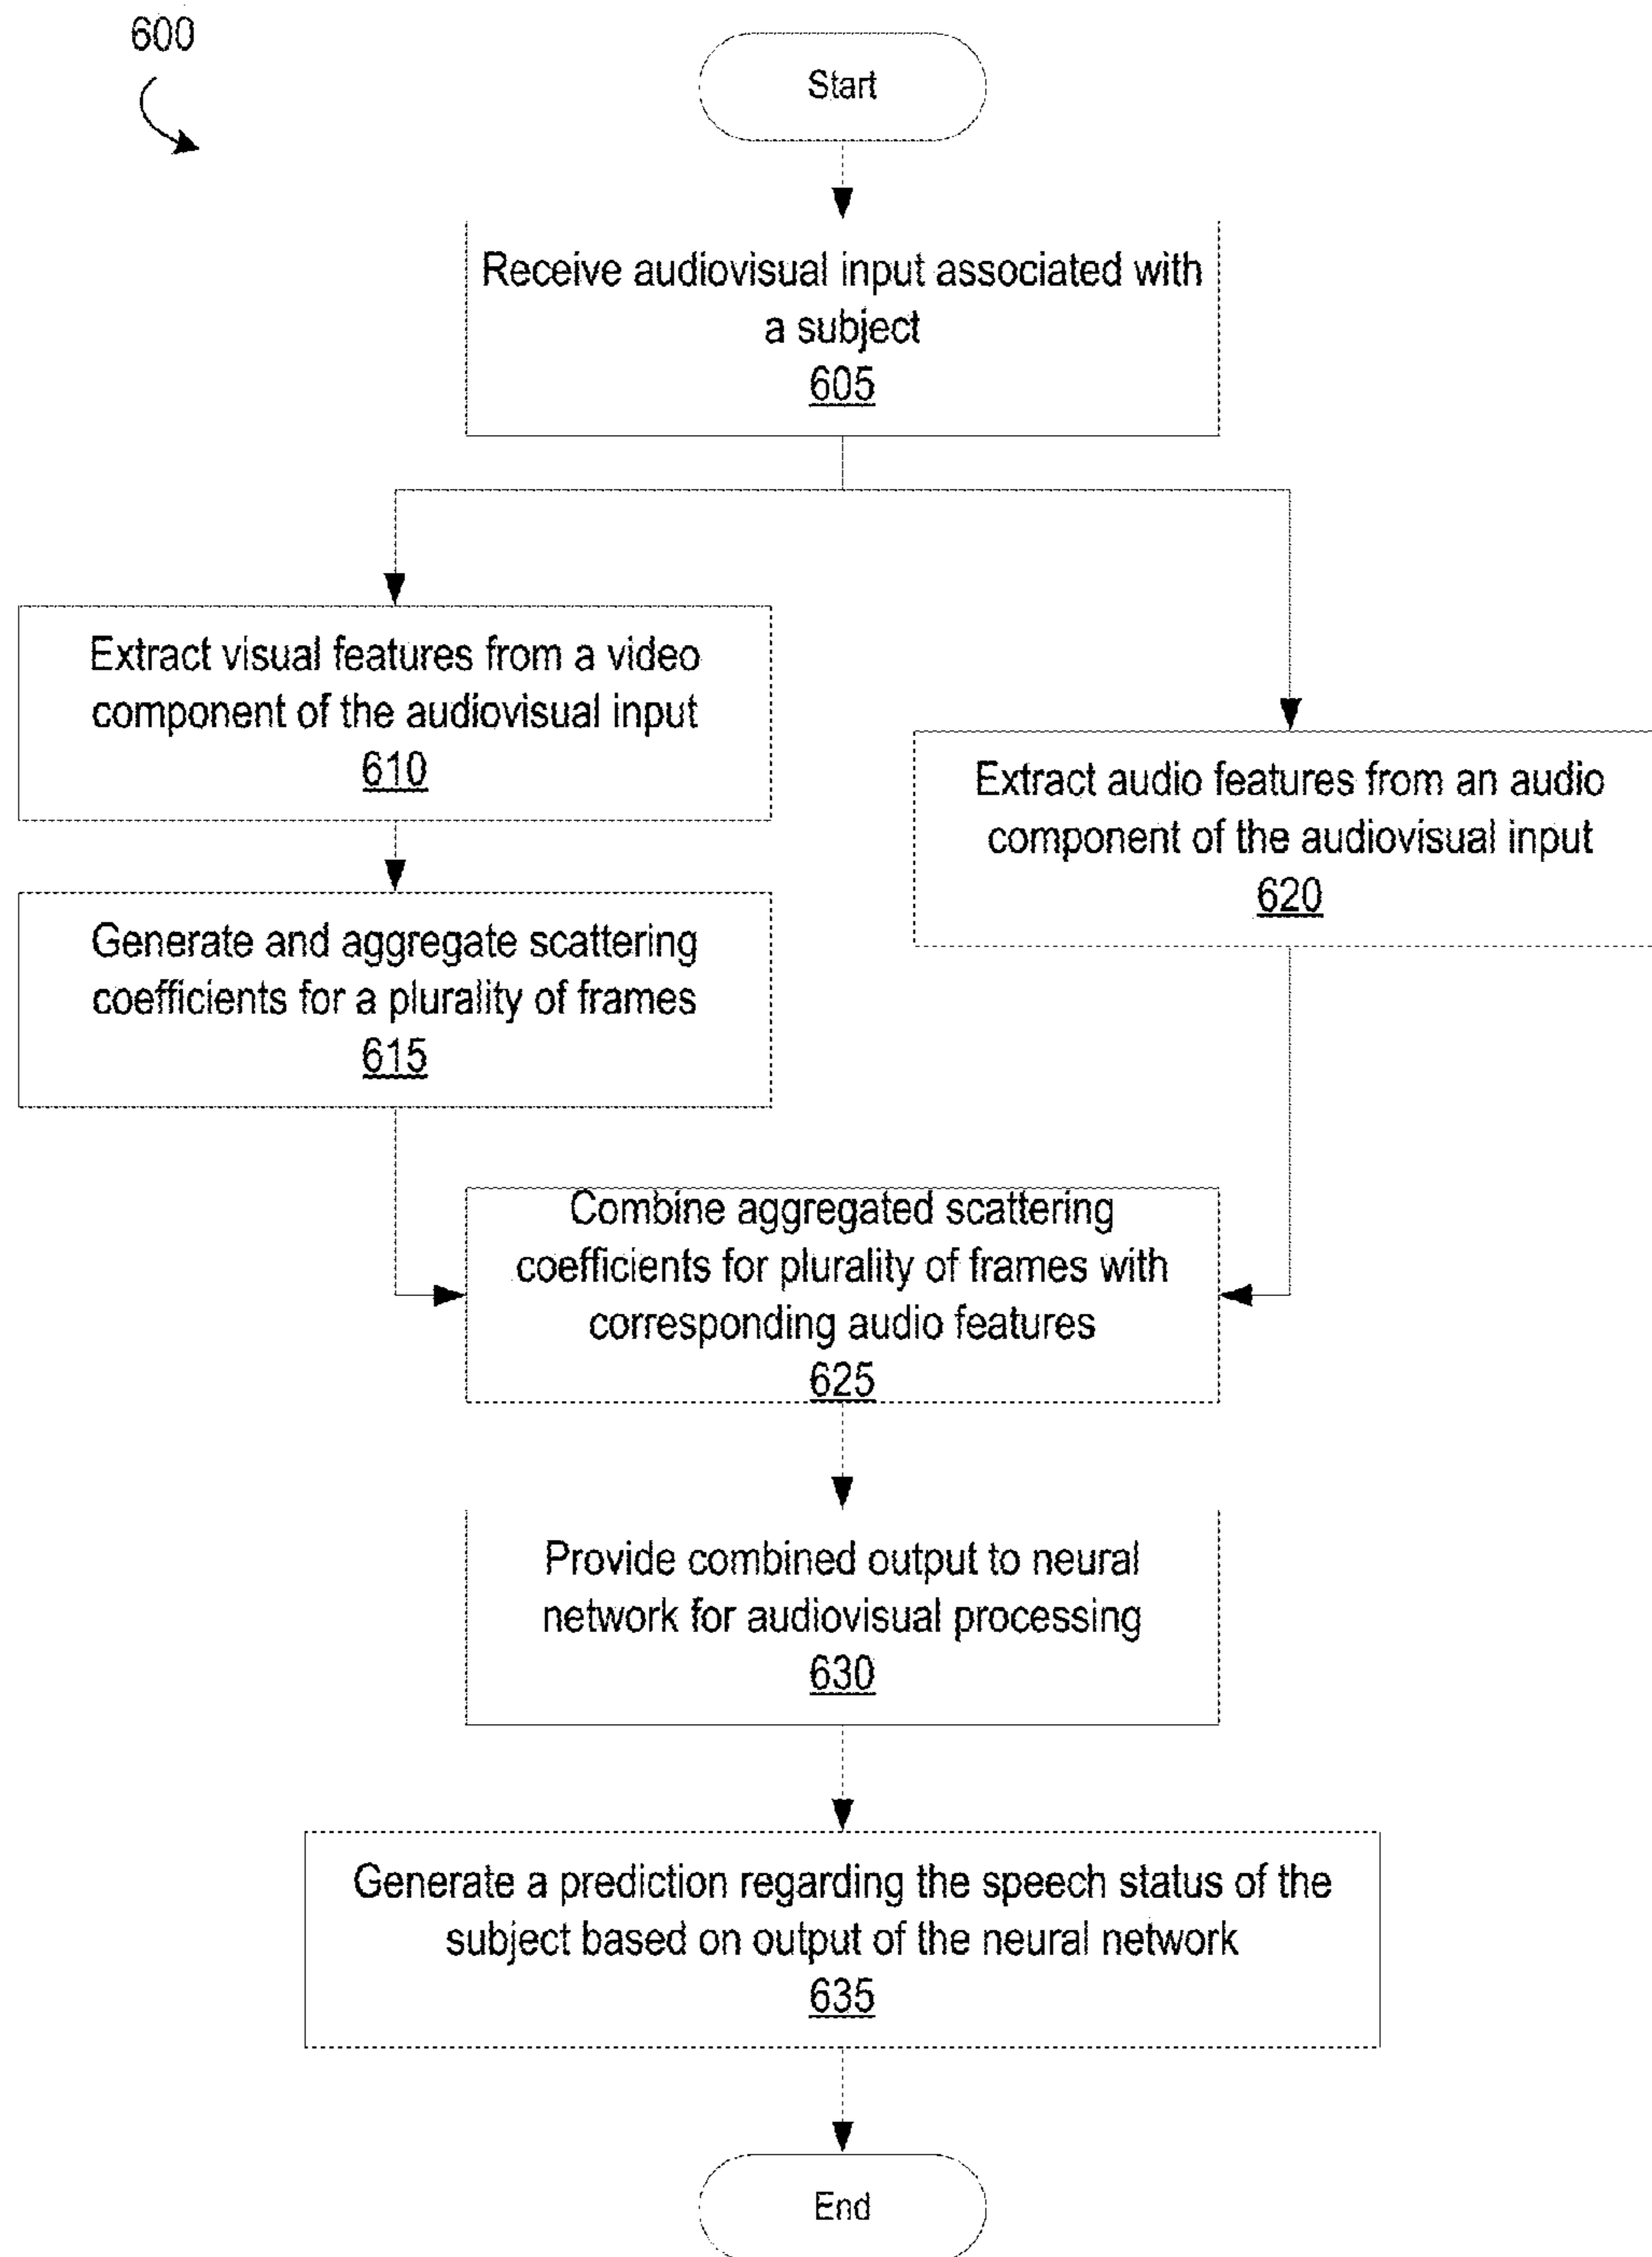 600
Start
Receive audiovisual input associated with
a subject
605
Extract visual features from a video
component of the audiovisual input
610
Extract audio features from an audio
component of the audiovisual input
620
Generate and aggregate scattering
coefficients for a plurality of frames
615
Combine aggregated scattering
coefficients for plurality of frames with
corresponding audio features
625
Provide combined output to neural
network for audiovisual processing
630
Generate a prediction regarding the speech status of the
subject based on output of the neural network
635
End